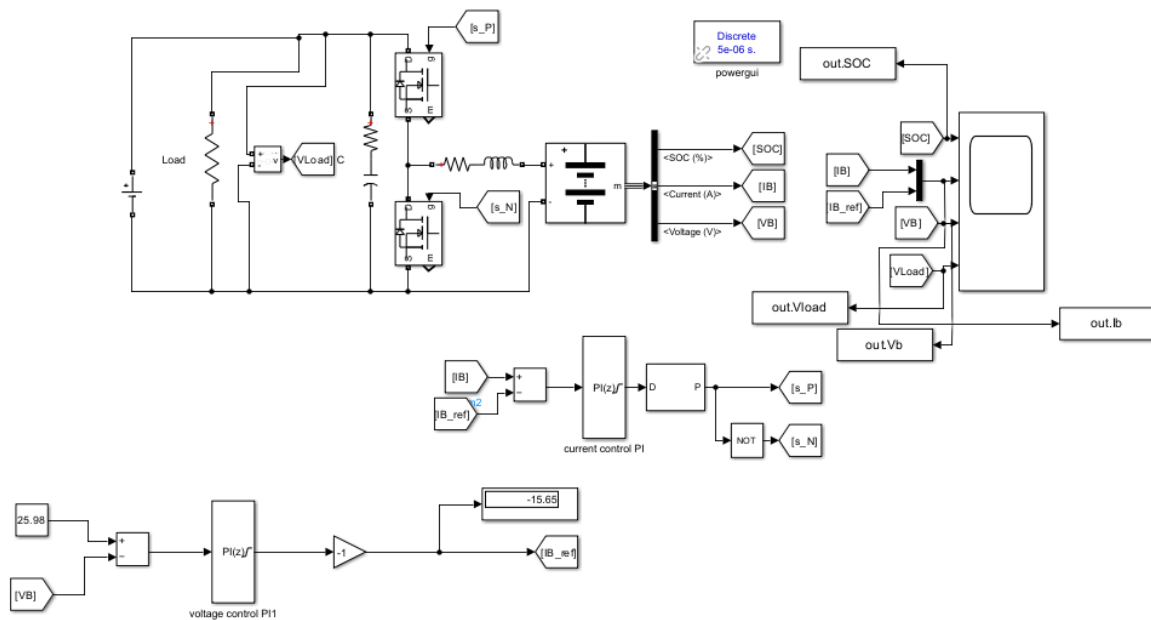 [s_P]
Discrete
5e-06 s.
powergui
out.SOC
D
g
S
m
[SOC]
Load
+
v
-
[VLoad]
C
+
+
-
m
<SOC (%)>
[SOC]
[IB]
<Current (A)>
[IB]
[IB_ref]
D
g
S
m
[s_N]
<Voltage (V)>
[VB]
[VB]
[VLoad]
out.Vload
out.Ib
out.Vb
[IB]
+
−
[IB_ref]
n2
PI(z)
current control PI
D
P
[s_P]
NOT
[s_N]
25.98
+
−
[VB]
PI(z)
voltage control PI1
-1
-15.65
[IB_ref]